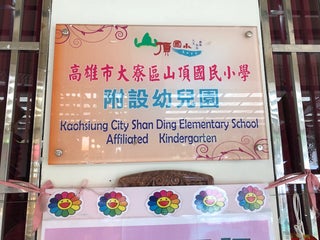 山頂國小
高雄市大寮區山頂國民小學
附設幼兒園
Kaohsiung City Shan Ding Elementary School
Affiliated Kindergarten